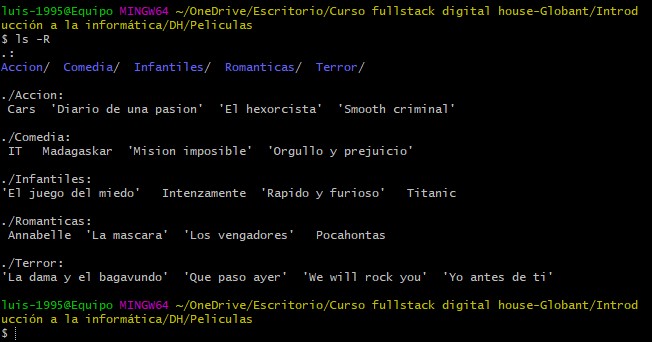 luis-1995@Equipo MINGW64 ~/OneDrive/Escritorio/Curso fullstack digital house-Globant/Introd
ucción a la informática/DH/Peliculas
$ ls -R
.:
Accion/  Comedia/  Infantiles/  Romanticas/  Terror/

./Accion:
 Cars  'Diario de una pasion'  'El hexorcista'  'Smooth criminal'

./Comedia:
 IT   Madagaskar  'Mision imposible'  'Orgullo y prejuicio'

./Infantiles:
'El juego del miedo'   Intenzamente  'Rapido y furioso'   Titanic

./Romanticas:
 Annabelle  'La mascara'  'Los vengadores'   Pocahontas

./Terror:
'La dama y el bagavundo'  'Que paso ayer'  'We will rock you'  'Yo antes de ti'

luis-1995@Equipo MINGW64 ~/OneDrive/Escritorio/Curso fullstack digital house-Globant/Introd
ucción a la informática/DH/Peliculas
$